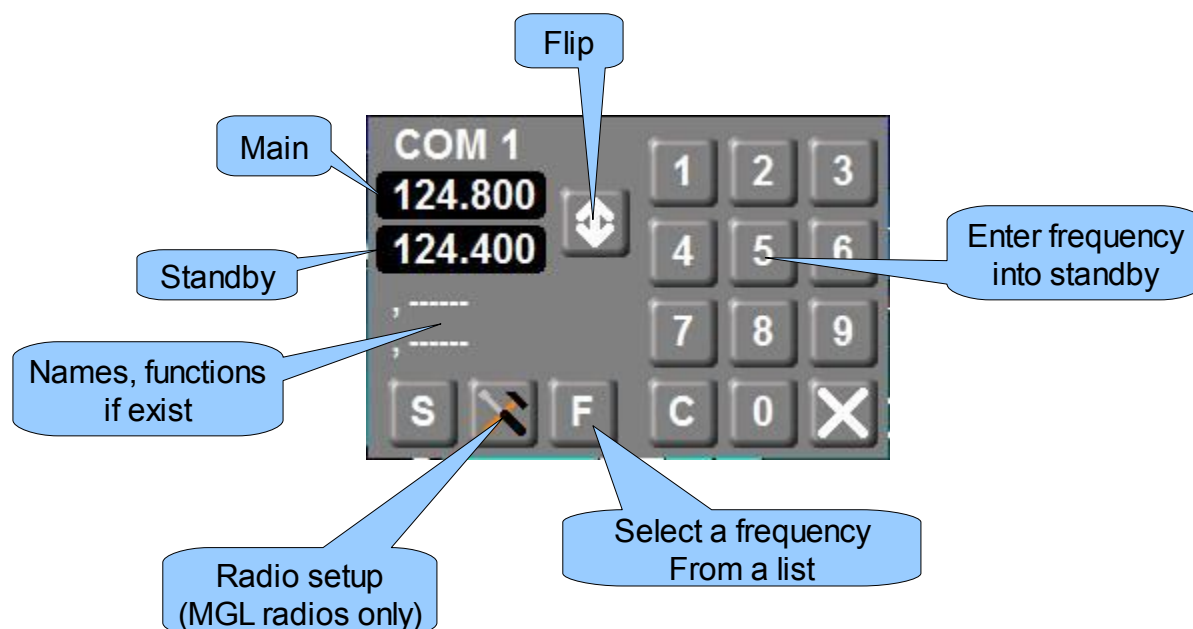 Flip
Main
COM 1
124.800
124.400
Standby
1 2 3
4 5 6
7 8 9
C 0
Enter frequency
into standby
, ------
, ------
Names, functions
if exist
S
F
Radio setup
(MGL radios only)
Select a frequency
From a list